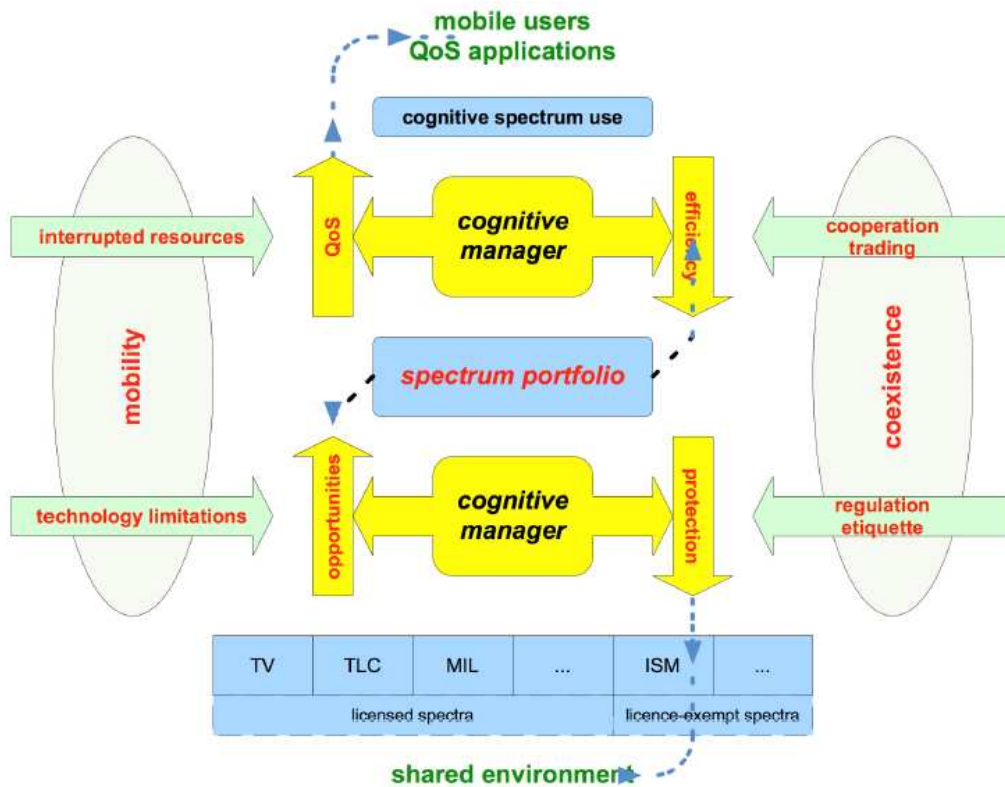 mobile users
QoS applications
cognitive spectrum use
QoS
cognitive
manager
efficiency
interrupted resources
cooperation
trading
mobility
spectrum portfolio
coexistence
opportunities
cognitive
manager
protection
technology limitations
regulation
etiquette
TV
TLC
MIL
...
ISM
...
licensed spectra
licence-exempt spectra
shared environment